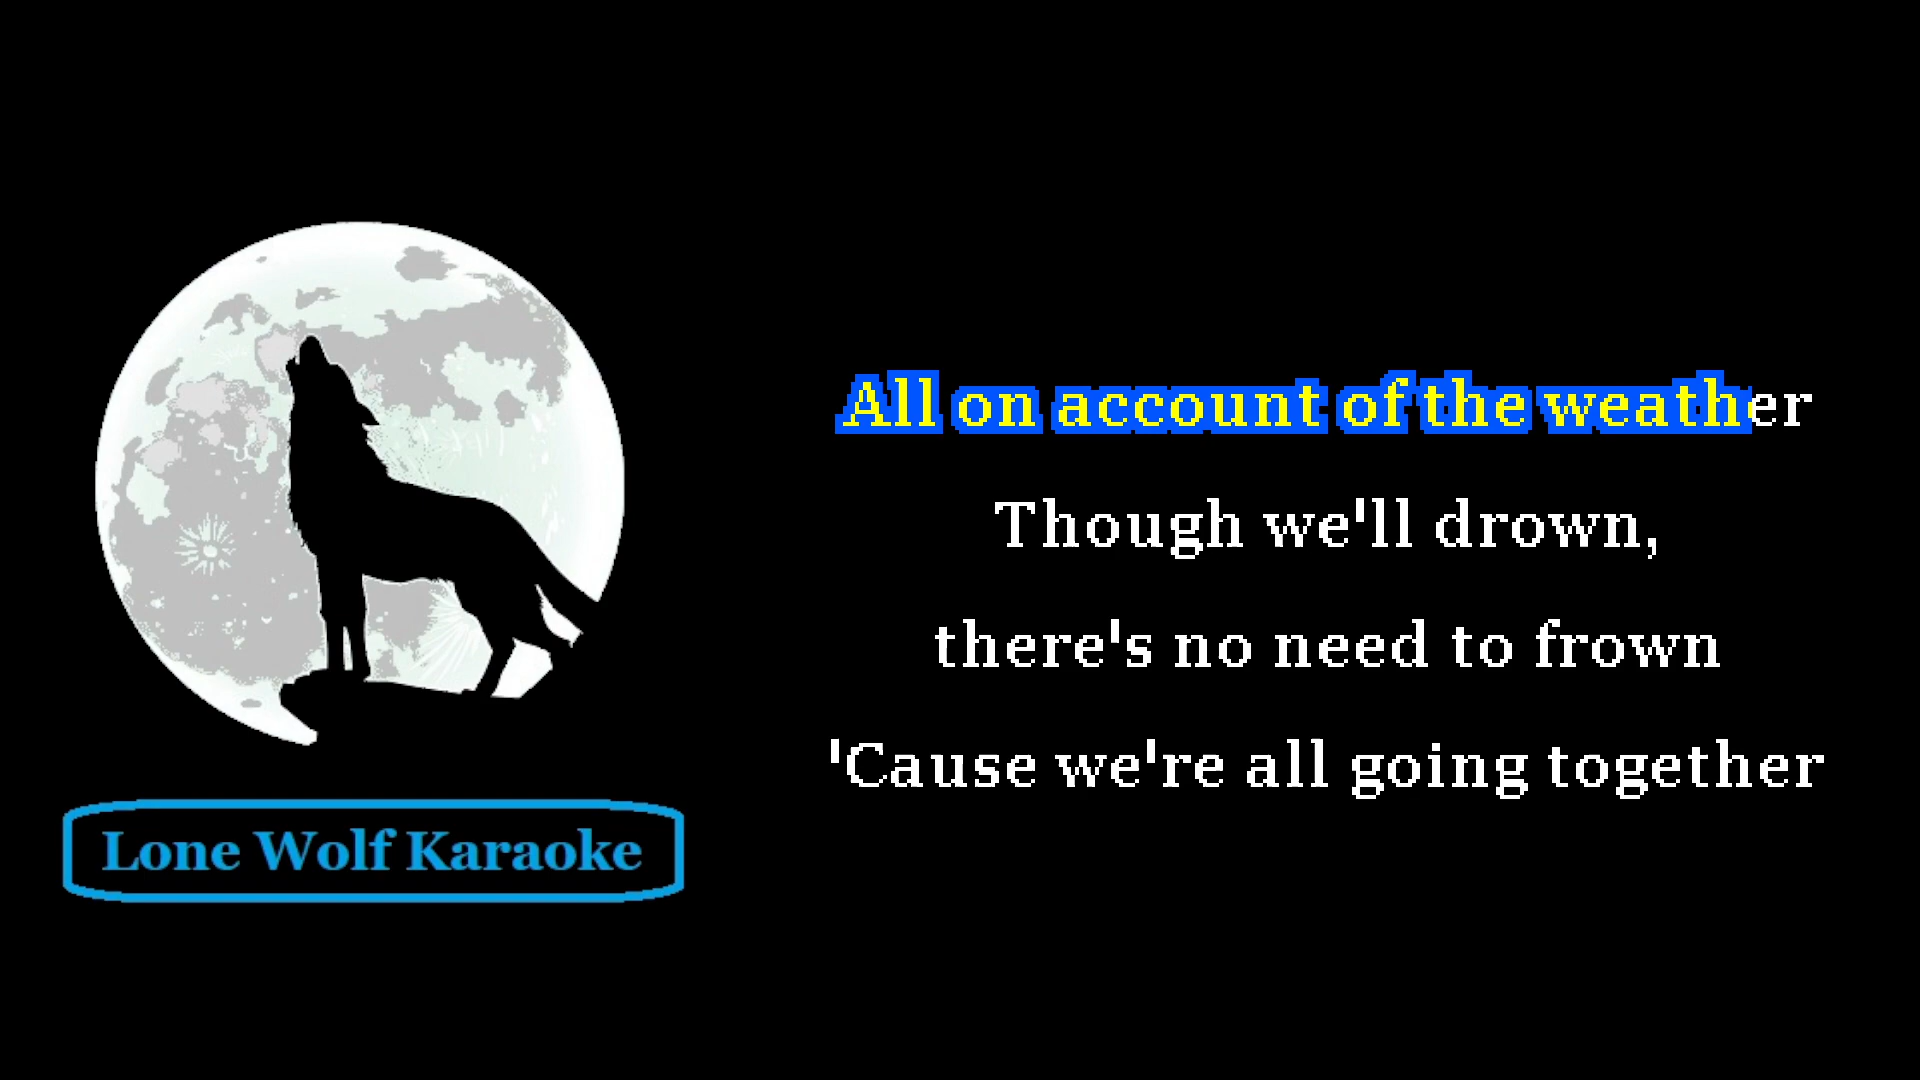 All on account of the weather
Though we'll drown,
there's no need to frown
'Cause we're all going together
Lone Wolf Karaoke